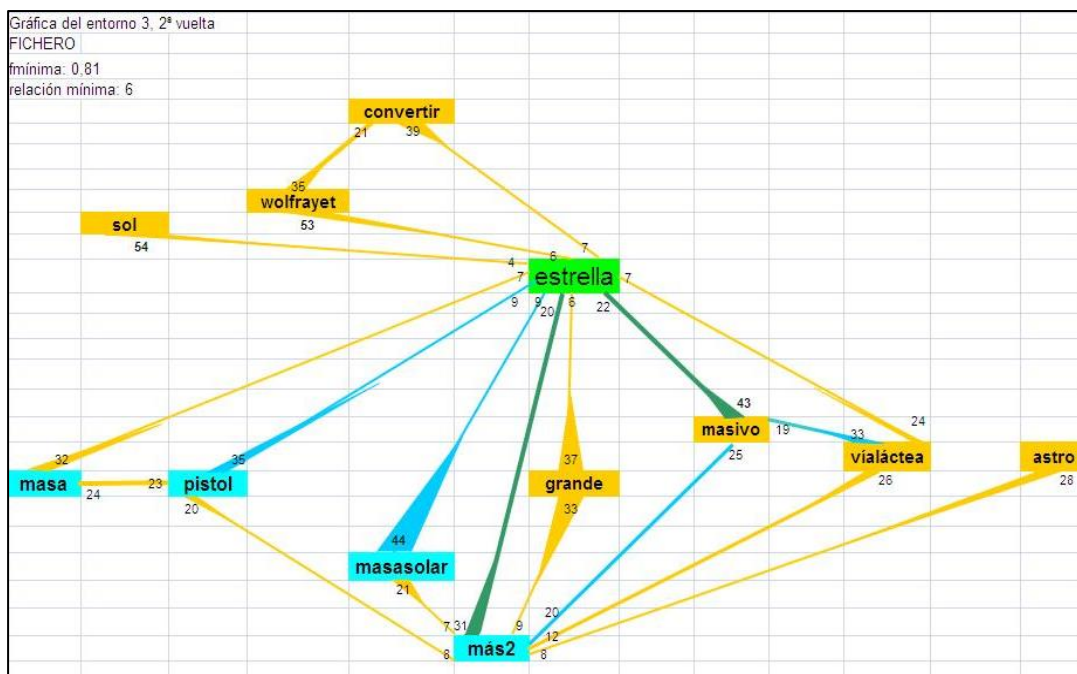 Gráfica del entorno 3, 2ª vuelta
FICHERO
fmínima: 0,81
relación mínima: 6
convertir
21 39
35
wolfrayet
53
sol
54
7
6
4
7 estrella 7
9 9 6 22
20
43
24
masivo
19 33
25
32 35 37
víaláctea astro
masa pistol grande
24 23
26 28
20 33
44
masasolar
21
20
7 31 9 12
más2
6 8